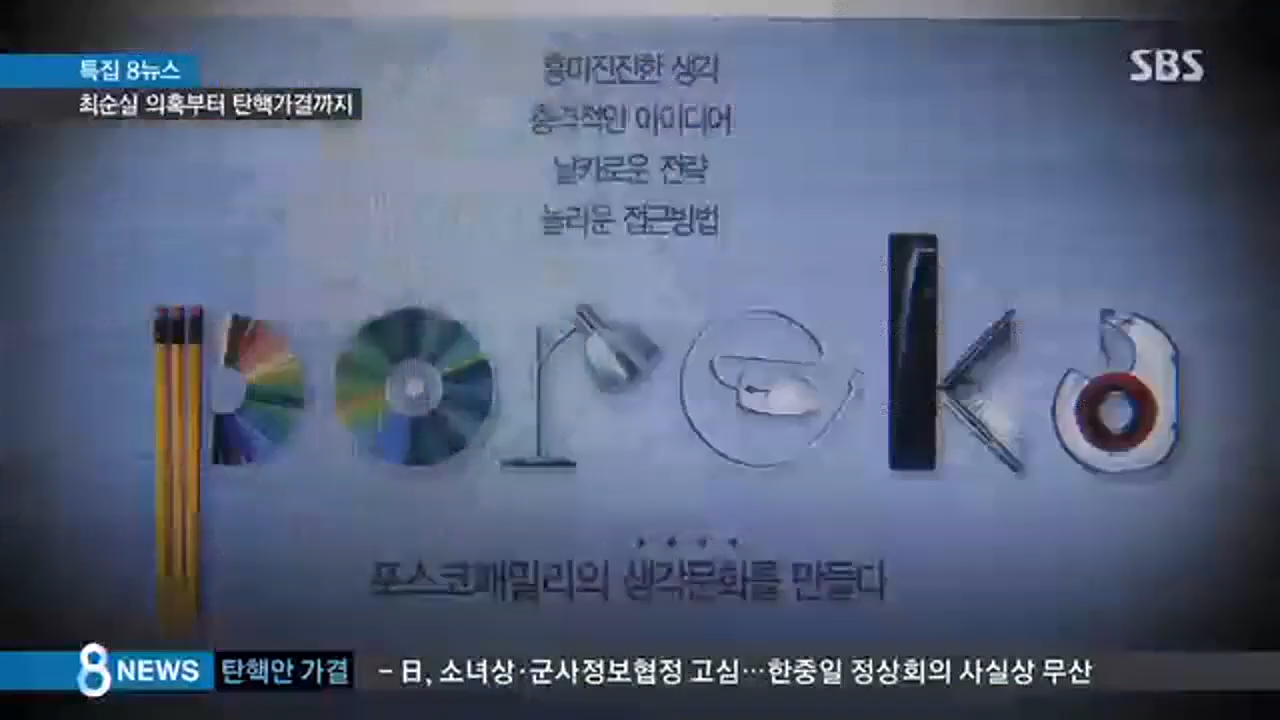 특집 8뉴스
SBS
최순실 의혹부터 탄핵가결까지
흥미진진한 생각
충격적인 아이디어
날카로운 전략
놀라운 접근방법
poreka
포스코패밀리의 생각문화를 만들다
8 NEWS 탄핵안 가결 - 日, 소녀상·군사정보협정 고심…한중일 정상회의 사실상 무산